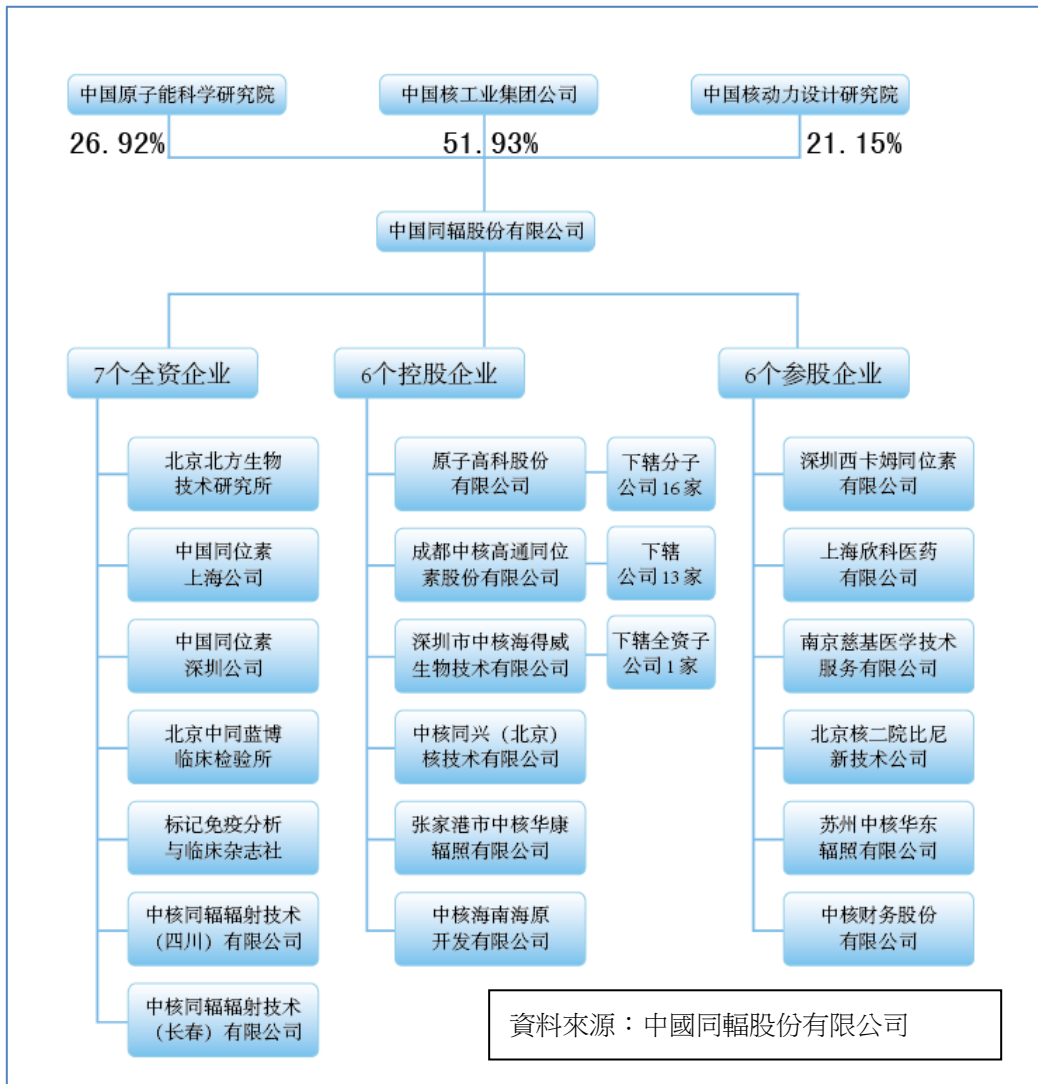 中国原子能科学研究院
中国核工业集团公司
中国核动力设计研究院
26.92%
51.93%
21.15%
中国同辐股份有限公司
7个全资企业
6个控股企业
6个参股企业
北京北方生物
技术研究所
中国同位素
上海公司
中国同位素
深圳公司
北京中同蓝博
临床检验所
标记免疫分析
与临床杂志社
中核同辐辐射技术
（四川）有限公司
中核同辐辐射技术
（长春）有限公司
原子高科股份
有限公司
下辖分子
公司16家
成都中核高通同位
素股份有限公司
下辖
公司13家
深圳市中核海得威
生物技术有限公司
下辖全资子
公司1家
中核同兴（北京）
核技术有限公司
张家港市中核华康
辐照有限公司
中核海南海原
开发有限公司
深圳西卡姆同位素
有限公司
上海欣科医药
有限公司
南京慈基医学技术
服务有限公司
北京核二院比尼
新技术公司
苏州中核华东
辐照有限公司
中核财务股份
有限公司
資料來源：中國同輻股份有限公司